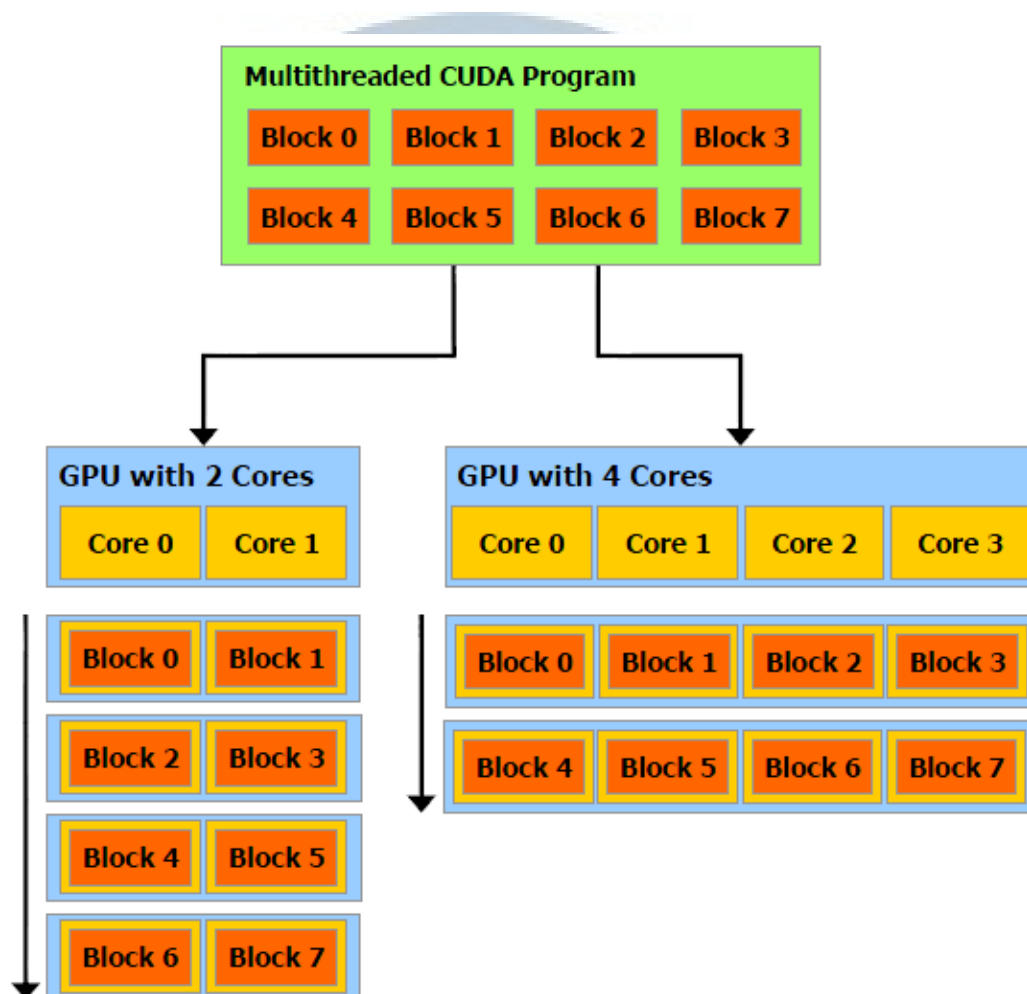 Multithreaded CUDA Program
Block 0 Block 1 Block 2 Block 3
Block 4 Block 5 Block 6 Block 7
GPU with 2 Cores
Core 0 Core 1
Block 0 Block 1
Block 2 Block 3
Block 4 Block 5
Block 6 Block 7
GPU with 4 Cores
Core 0 Core 1 Core 2 Core 3
Block 0 Block 1 Block 2 Block 3
Block 4 Block 5 Block 6 Block 7